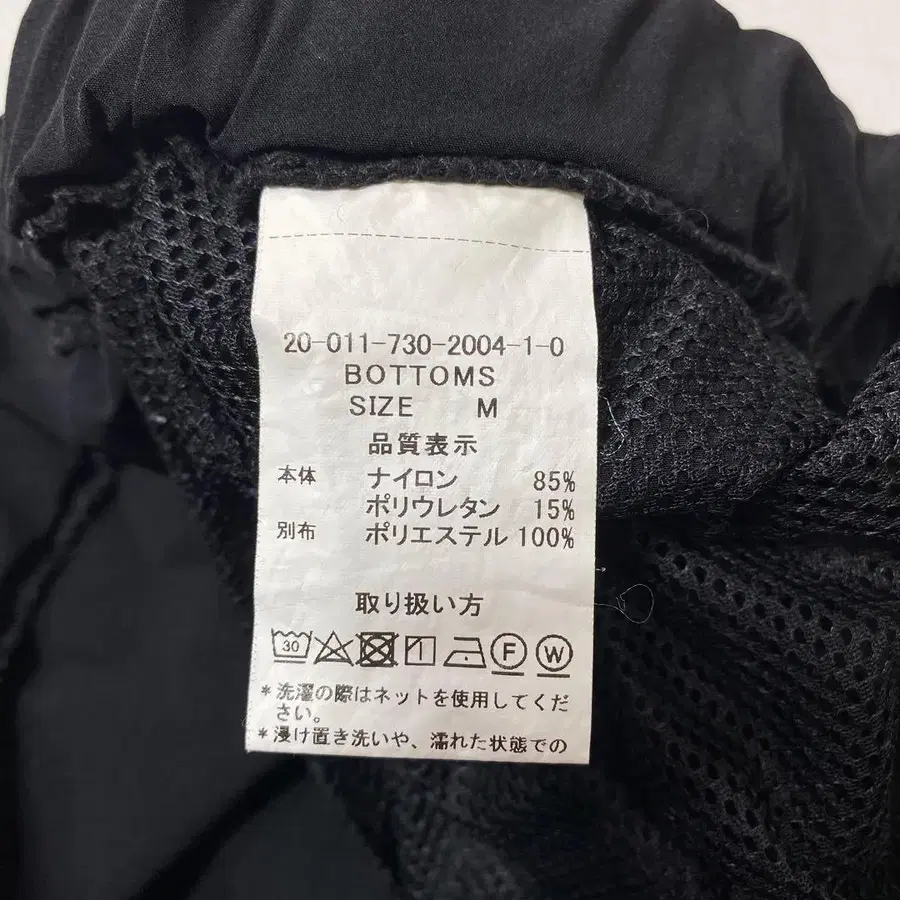 20-011-730-2004-1-0
BOTTOMS
SIZE M
品質表示
本体 ナイロン 85%
ポリウレタン 15%
別布 ポリエステル 100%
取り扱い方
30 F W
*洗濯の際はネットを使用してくだ
さい。
*浸け置き洗いや、濡れた状態での